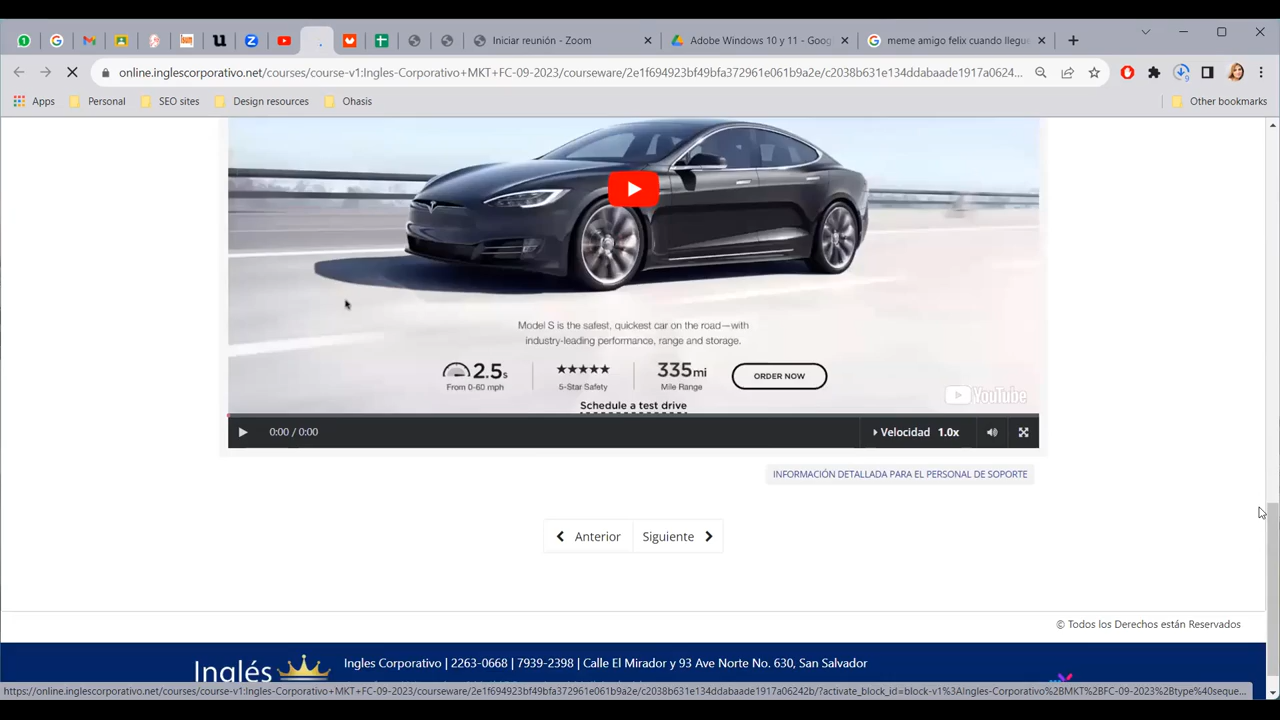 Iniciar reunión - Zoom
Adobe Windows 10 y 11 - Goog
meme amigo felix cuando llegue
online.inglescorporativo.net/courses/course-v1:Ingles-Corporativo+MKT+FC-09-2023/courseware/2e1f694923bf49bfa372961e061b9a2e/c2038b631e134ddabaade1917a0624...
Apps
Personal
SEO sites
Design resources
Ohasis
Other bookmarks
Model S is the safest, quickest car on the road—with
industry-leading performance, range and storage.
2.5s
From 0-60 mph
★★★★★
5-Star Safety
335mi
Mile Range
ORDER NOW
Schedule a test drive
YouTube
0:00 / 0:00
Velocidad 1.0x
INFORMACIÓN DETALLADA PARA EL PERSONAL DE SOPORTE
Anterior
Siguiente
© Todos los Derechos están Reservados
Inglés
Ingles Corporativo | 2263-0668 | 7939-2398 | Calle El Mirador y 93 Ave Norte No. 630, San Salvador
https://online.inglescorporativo.net/courses/course-v1:Ingles-Corporativo+MKT+FC-09-2023/courseware/2e1f694923bf49bfa372961e061b9a2e/c2038b631e134ddabaade1917a06242b/?activate_block_id=block-v1%3AIngles-Corporativo%2BMKT%2BFC-09-2023%2Btype%40seque...